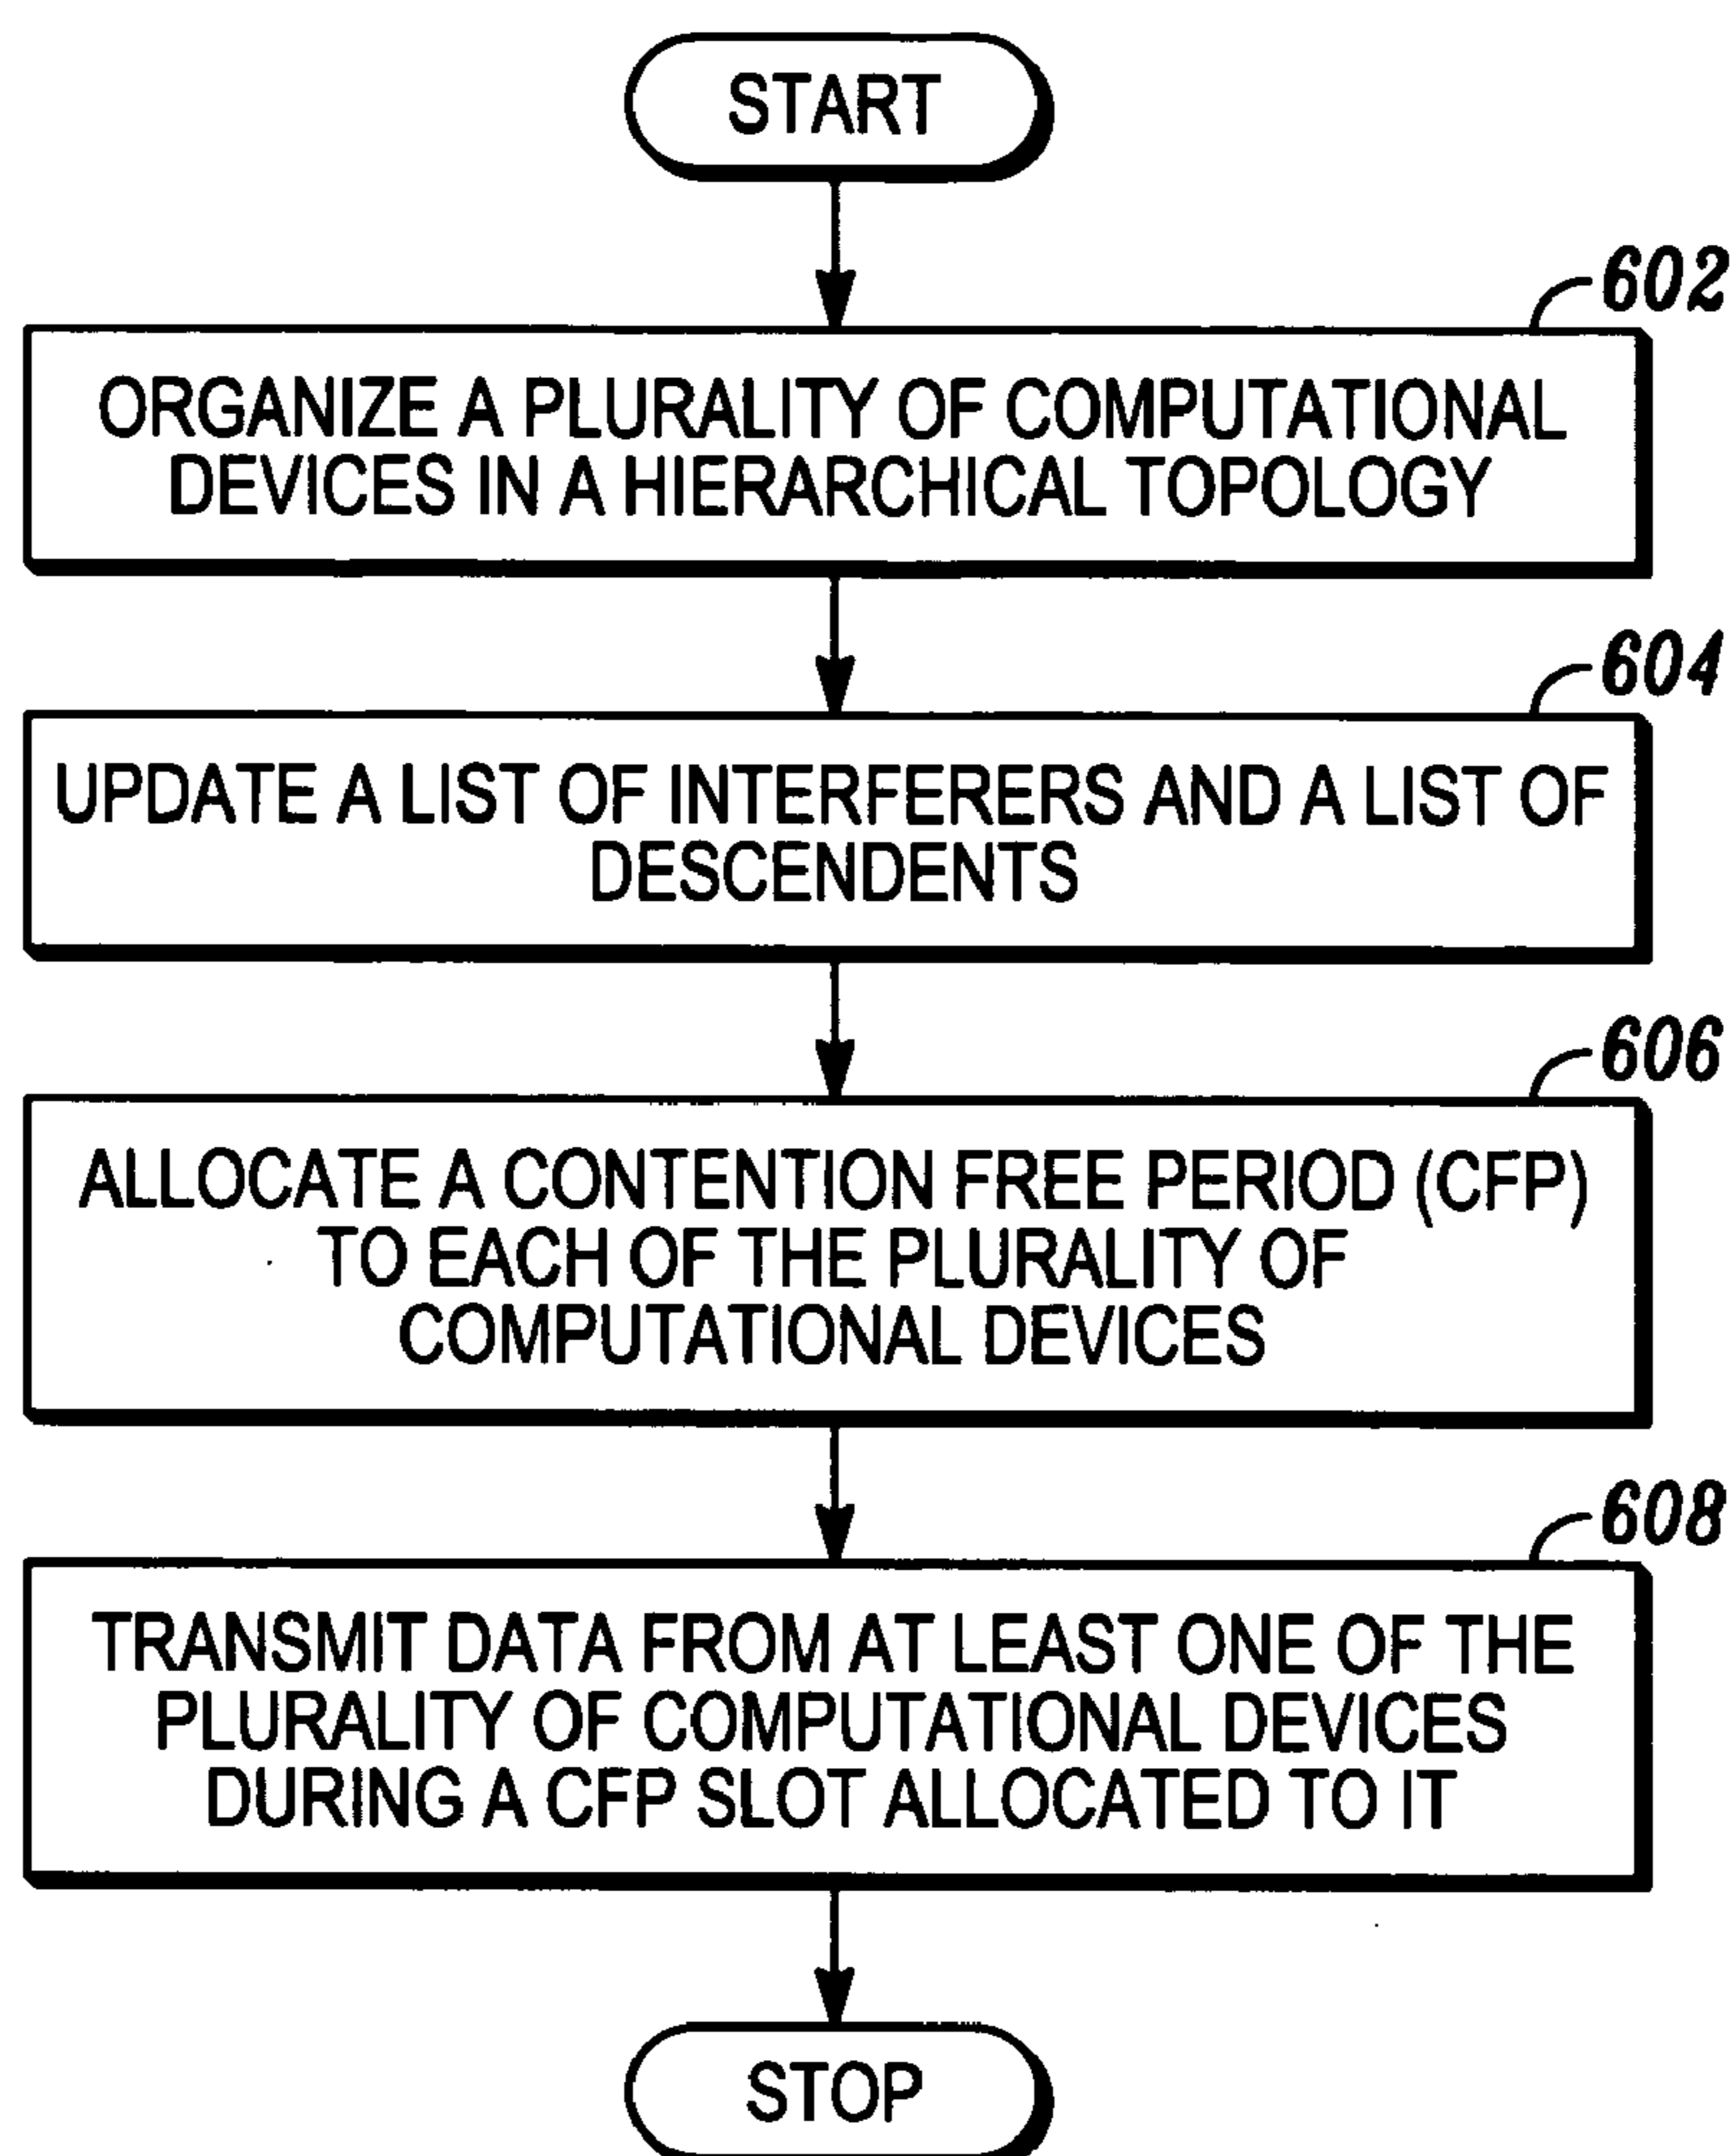 START
602
ORGANIZE A PLURALITY OF COMPUTATIONAL
DEVICES IN A HIERARCHICAL TOPOLOGY
604
UPDATE A LIST OF INTERFERERS AND A LIST OF
DESCENDENTS
606
ALLOCATE A CONTENTION FREE PERIOD (CFP)
TO EACH OF THE PLURALITY OF
COMPUTATIONAL DEVICES
608
TRANSMIT DATA FROM AT LEAST ONE OF THE
PLURALITY OF COMPUTATIONAL DEVICES
DURING A CFP SLOT ALLOCATED TO IT
STOP